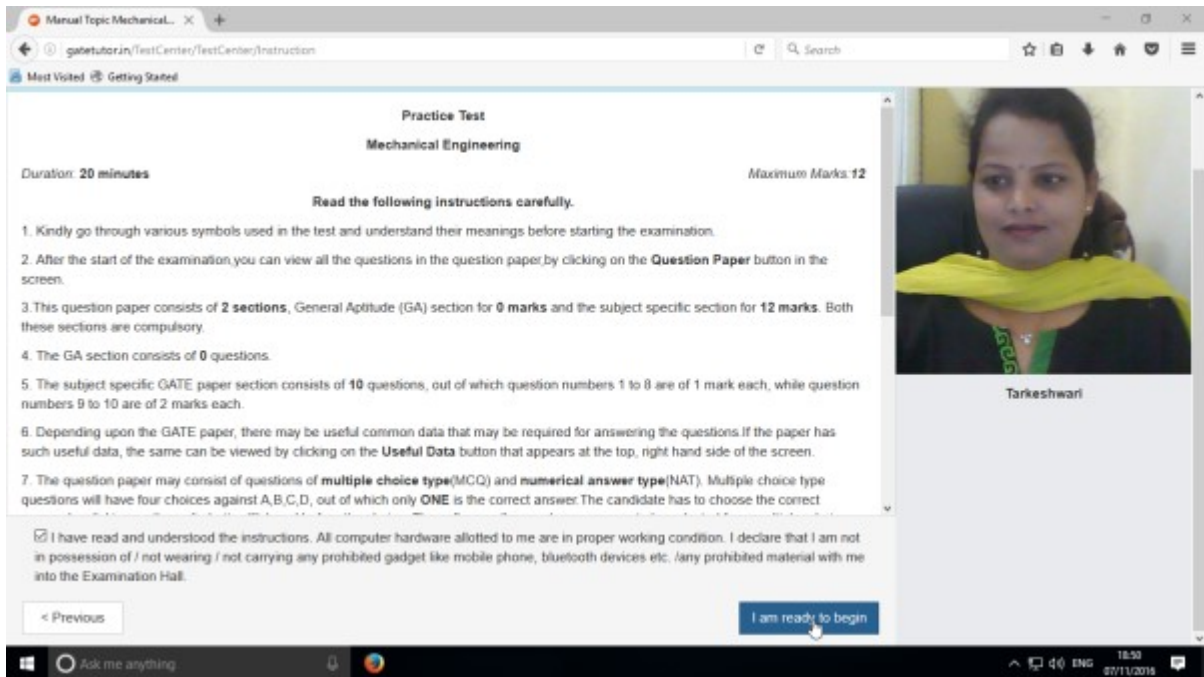 Manual Topic Mechanical...
gatetutor.in/TestCenter/TestCenter/Instruction
Search
Most Visited Getting Started
Practice Test
Mechanical Engineering
Duration: 20 minutes
Maximum Marks:12
Read the following instructions carefully.
1. Kindly go through various symbols used in the test and understand their meanings before starting the examination.
2. After the start of the examination,you can view all the questions in the question paper,by clicking on the Question Paper button in the
screen.
3.This question paper consists of 2 sections, General Aptitude (GA) section for 0 marks and the subject specific section for 12 marks. Both
these sections are compulsory.
4. The GA section consists of 0 questions.
5. The subject specific GATE paper section consists of 10 questions, out of which question numbers 1 to 8 are of 1 mark each, while question
numbers 9 to 10 are of 2 marks each.
6. Depending upon the GATE paper, there may be useful common data that may be required for answering the questions.If the paper has
such useful data, the same can be viewed by clicking on the Useful Data button that appears at the top, right hand side of the screen.
7. The question paper may consist of questions of multiple choice type(MCQ) and numerical answer type(NAT). Multiple choice type
questions will have four choices against A,B,C,D, out of which only ONE is the correct answer.The candidate has to choose the correct
Tarkeshwari
I have read and understood the instructions. All computer hardware allotted to me are in proper working condition. I declare that I am not
in possession of / not wearing / not carrying any prohibited gadget like mobile phone, bluetooth devices etc. /any prohibited material with me
into the Examination Hall.
< Previous
I am ready to begin
Ask me anything
ENG
18:50
07/11/2016